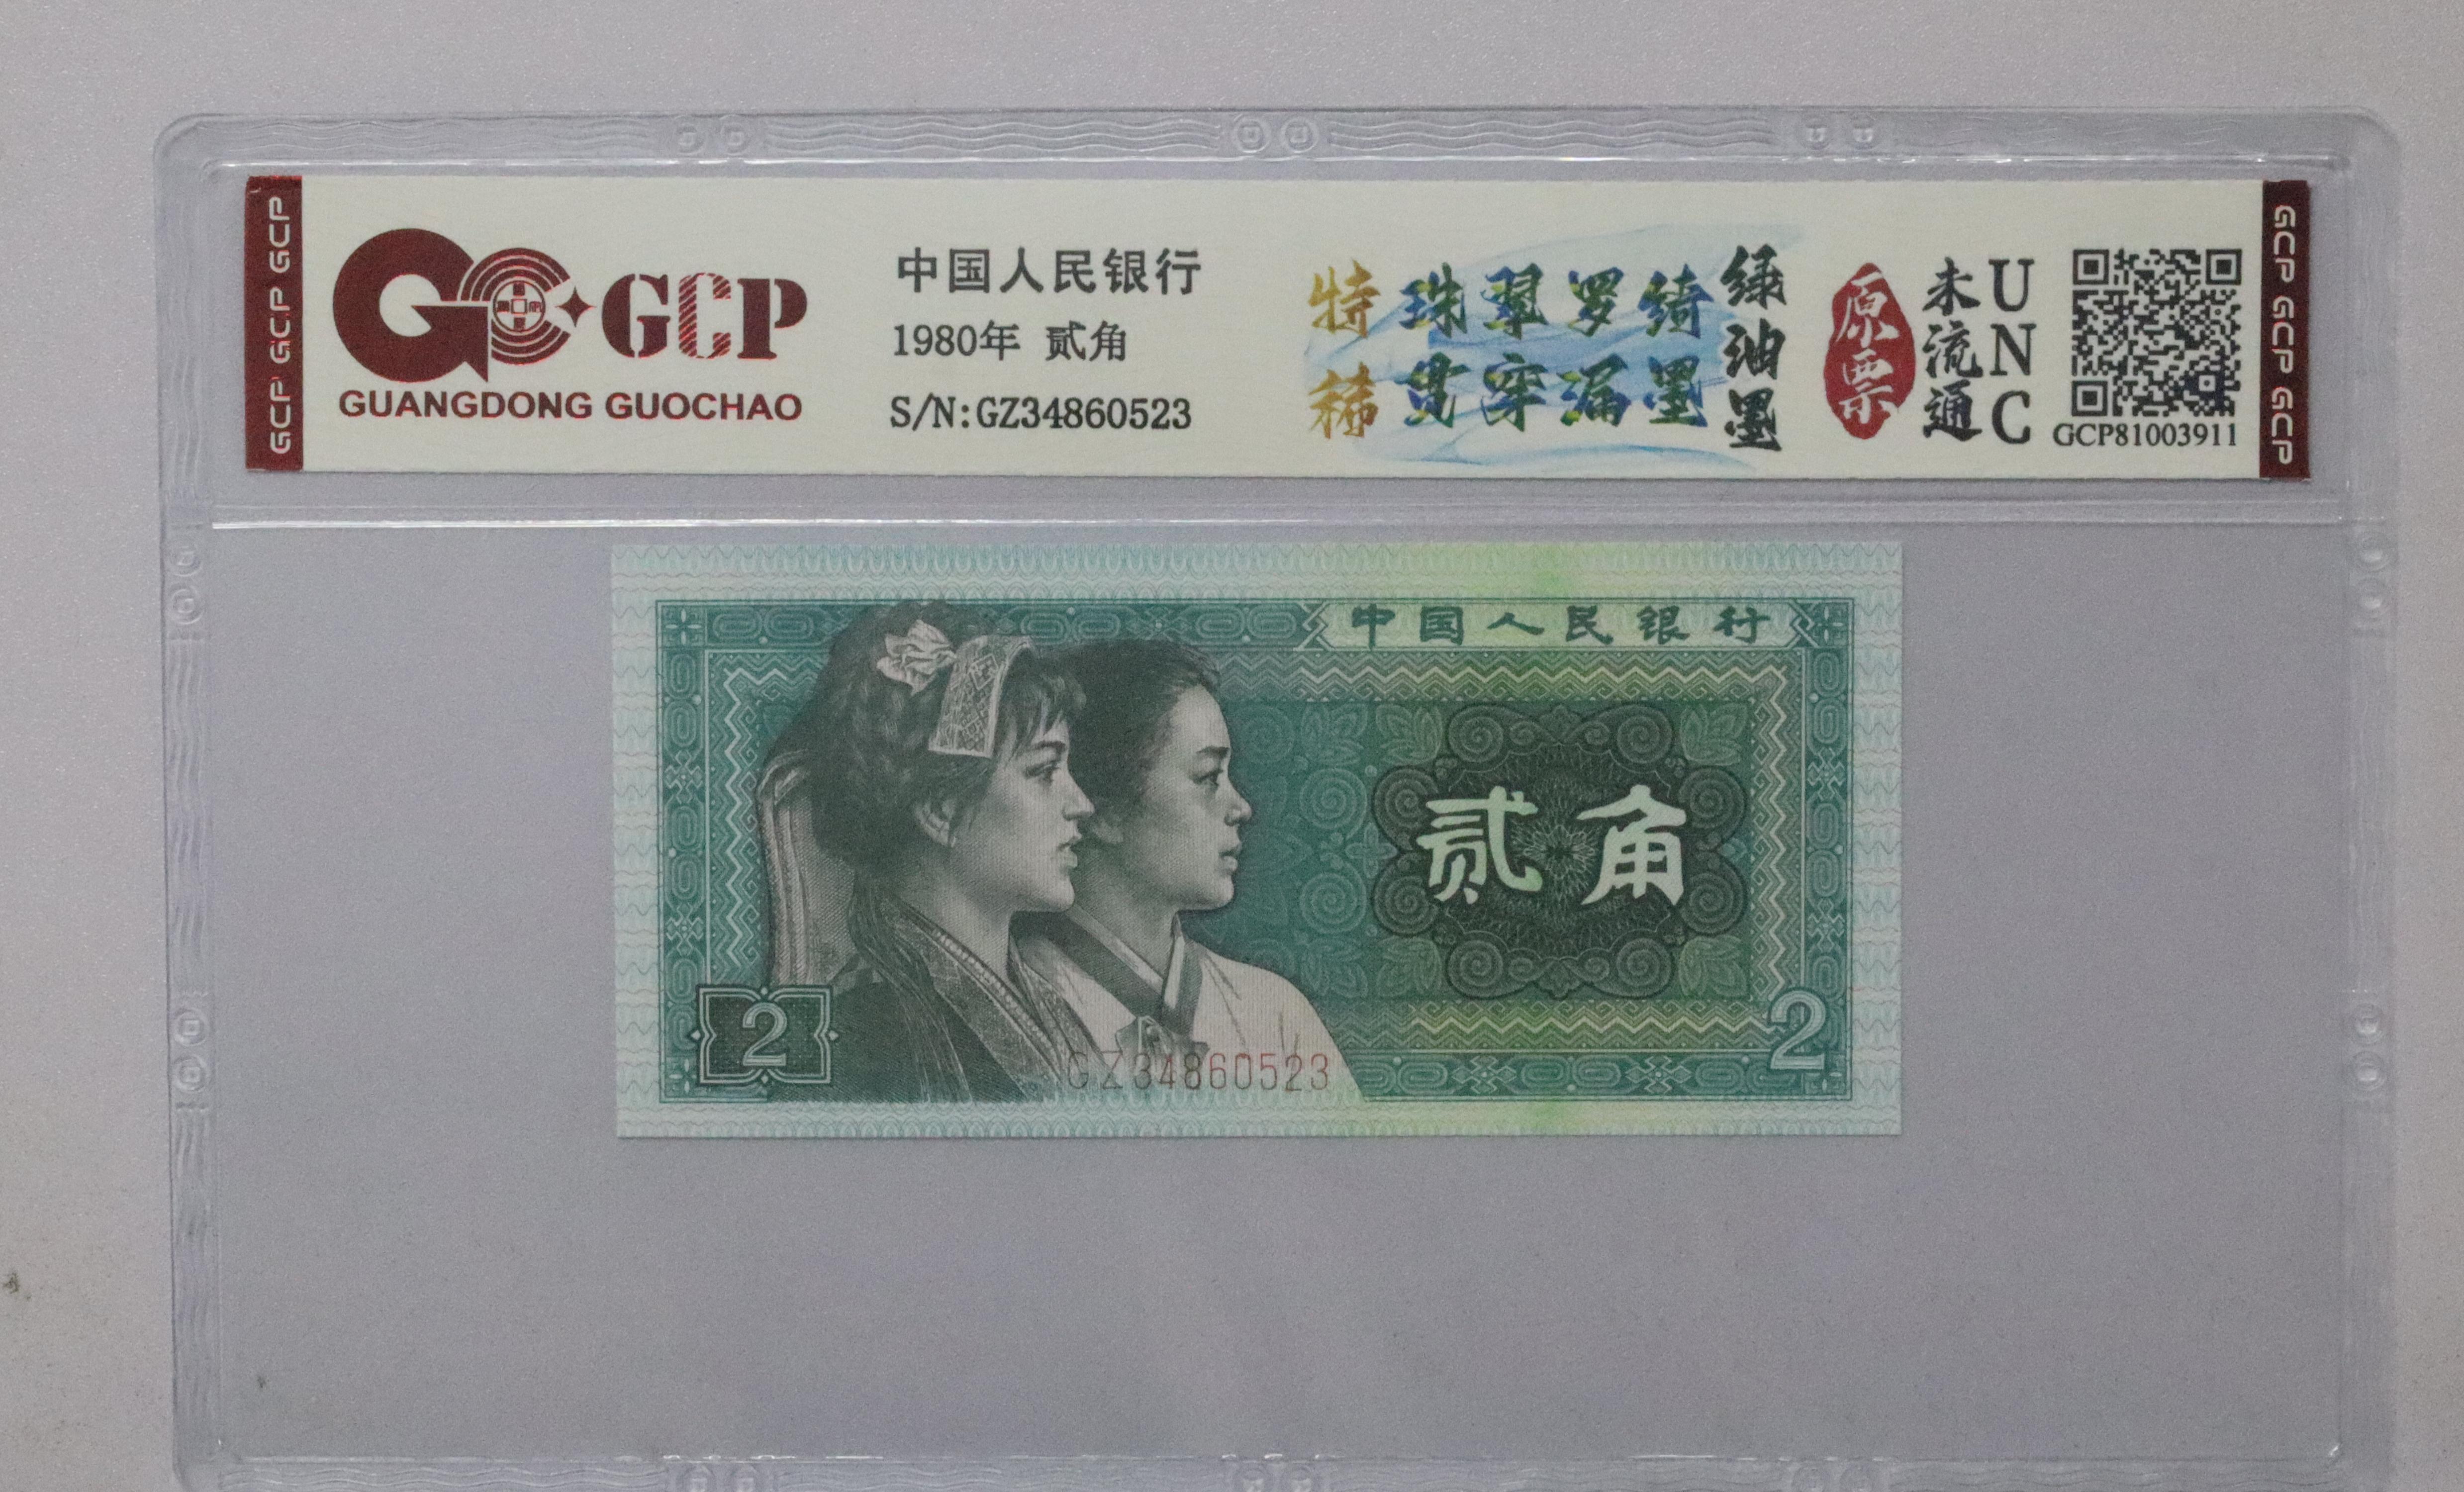 GCP GCP GCP
GCP
GUANGDONG GUOCHAO
中国人民银行
1980年 贰角
S/N:GZ34860523
特稀
珠翠罗绮
贯穿漏墨
绿油墨
原票
未流通
UNC
GCP81003911
GCP GCP GCP
中国人民银行
贰角
2
2
GZ34860523